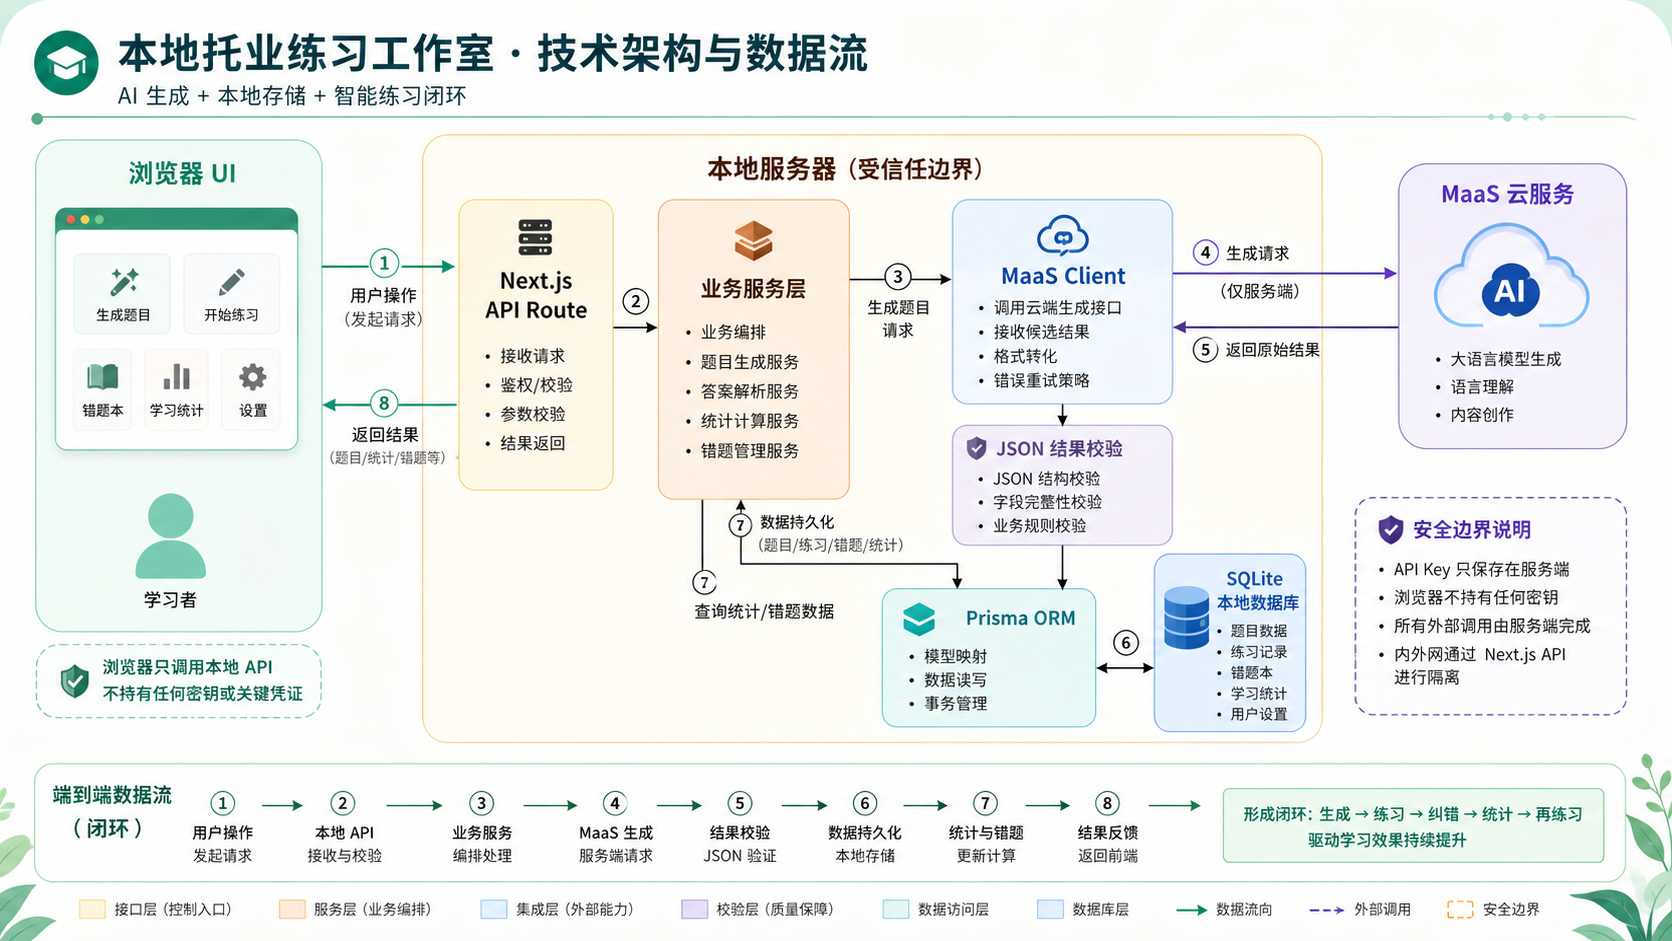 本地托业练习工作室 · 技术架构与数据流
AI 生成 + 本地存储 + 智能练习闭环
浏览器 UI
生成题目
开始练习
错题本
学习统计
设置
学习者
浏览器只调用本地 API
不持有任何密钥或关键凭证
1
用户操作
（发起请求）
8
返回结果
（题目/统计/错题等）
本地服务器（受信任边界）
Next.js
API Route
• 接收请求
• 鉴权/校验
• 参数校验
• 结果返回
2
业务服务层
• 业务编排
• 题目生成服务
• 答案解析服务
• 统计计算服务
• 错题管理服务
3
生成题目
请求
MaaS Client
• 调用云端生成接口
• 接收候选结果
• 格式转化
• 错误重试策略
JSON 结果校验
• JSON 结构校验
• 字段完整性校验
• 业务规则校验
7 数据持久化
（题目/练习/错题/统计）
7
查询统计/错题数据
Prisma ORM
• 模型映射
• 数据读写
• 事务管理
6
SQLite
本地数据库
• 题目数据
• 练习记录
• 错题本
• 学习统计
• 用户设置
4 生成请求
（仅服务端）
5 返回原始结果
MaaS 云服务
AI
• 大语言模型生成
• 语言理解
• 内容创作
安全边界说明
• API Key 只保存在服务端
• 浏览器不持有任何密钥
• 所有外部调用由服务端完成
• 内外网通过 Next.js API
进行隔离
端到端数据流
（闭环）
1
用户操作
发起请求
2
本地 API
接收与校验
3
业务服务
编排处理
4
MaaS 生成
服务端请求
5
结果校验
JSON 验证
6
数据持久化
本地存储
7
统计与错题
更新计算
8
结果反馈
返回前端
形成闭环: 生成 → 练习 → 纠错 → 统计 → 再练习
驱动学习效果持续提升
接口层（控制入口）
服务层（业务编排）
集成层（外部能力）
校验层（质量保障）
数据访问层
数据库层
数据流向
外部调用
安全边界